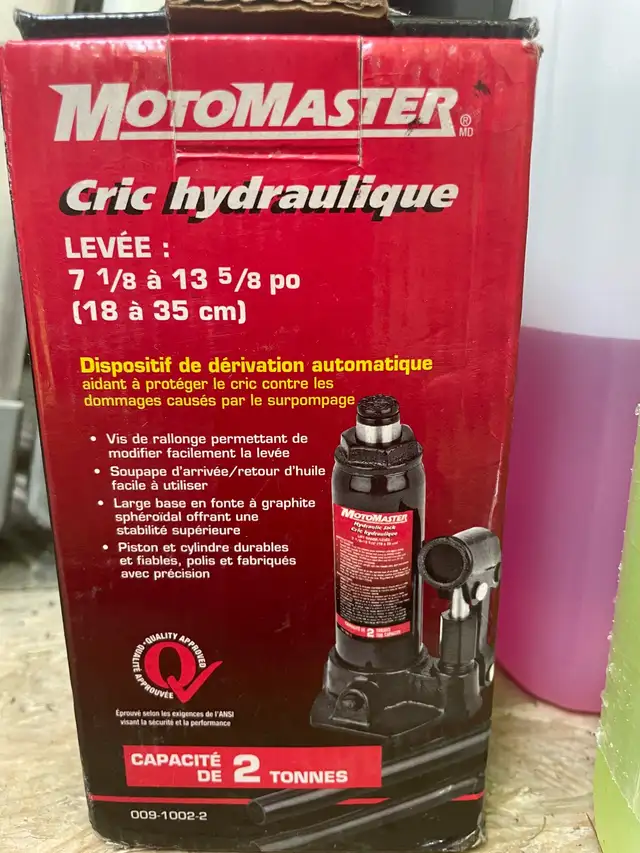 MOTOMASTER
® MD
Cric hydraulique
LEVÉE :
7 1/8 à 13 5/8 po
(18 à 35 cm)
Dispositif de dérivation automatique
aidant à protéger le cric contre les
dommages causés par le surpompage
• Vis de rallonge permettant de
modifier facilement la levée
• Soupape d'arrivée/retour d'huile
facile à utiliser
• Large base en fonte à graphite
sphéroïdal offrant une
stabilité supérieure
• Piston et cylindre durables
et fiables, polis et fabriqués
avec précision
MOTOMASTER
Hydraulic Jack
Cric hydraulique
QUALITY APPROVED
QUALITÉ APPROUVÉE
Éprouvé selon les exigences de l'ANSI
visant la sécurité et la performance
CAPACITÉ
DE 2 TONNES
009-1002-2